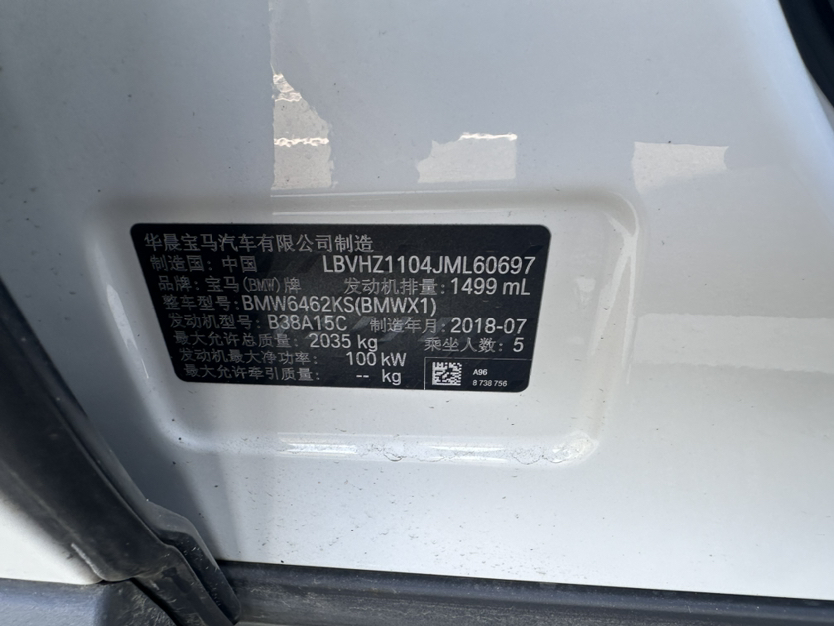 华晨宝马汽车有限公司制造
制造国: 中国 LBVHZ1104JML60697
品牌: 宝马(BMW)牌 发动机排量: 1499 mL
整车型号: BMW6462KS(BMWX1)
发动机型号: B38A15C 制造年月: 2018-07
最大允许总质量: 2035 kg 乘坐人数: 5
发动机最大净功率: 100 kW
最大允许牵引质量: -- kg
A96
8 738 756